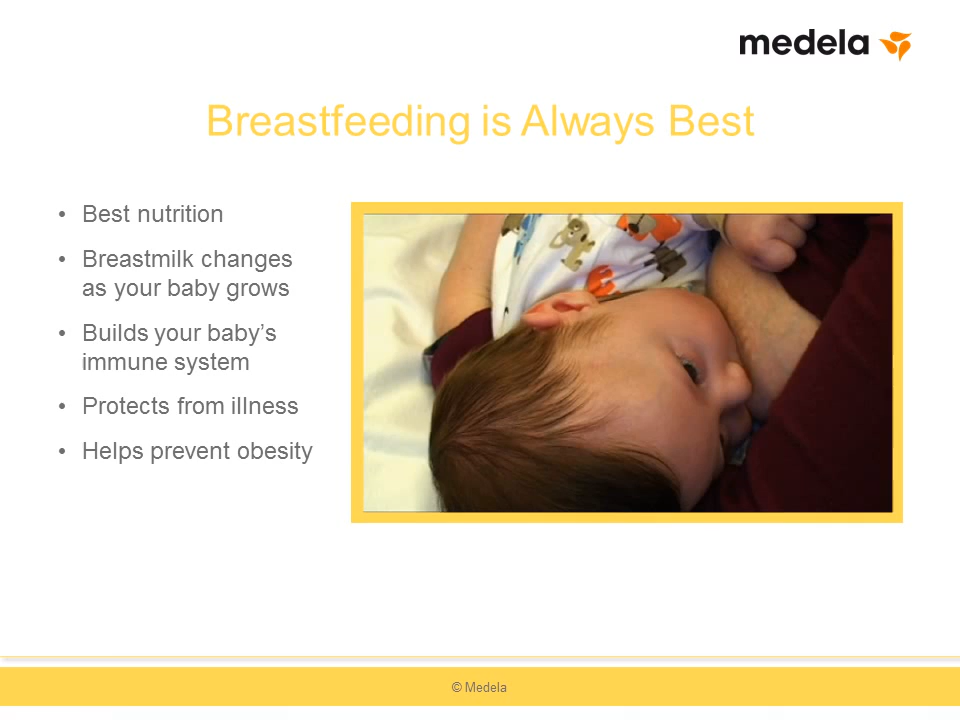 medela
Breastfeeding is Always Best
• Best nutrition
• Breastmilk changes
as your baby grows
• Builds your baby’s
immune system
• Protects from illness
• Helps prevent obesity
© Medela